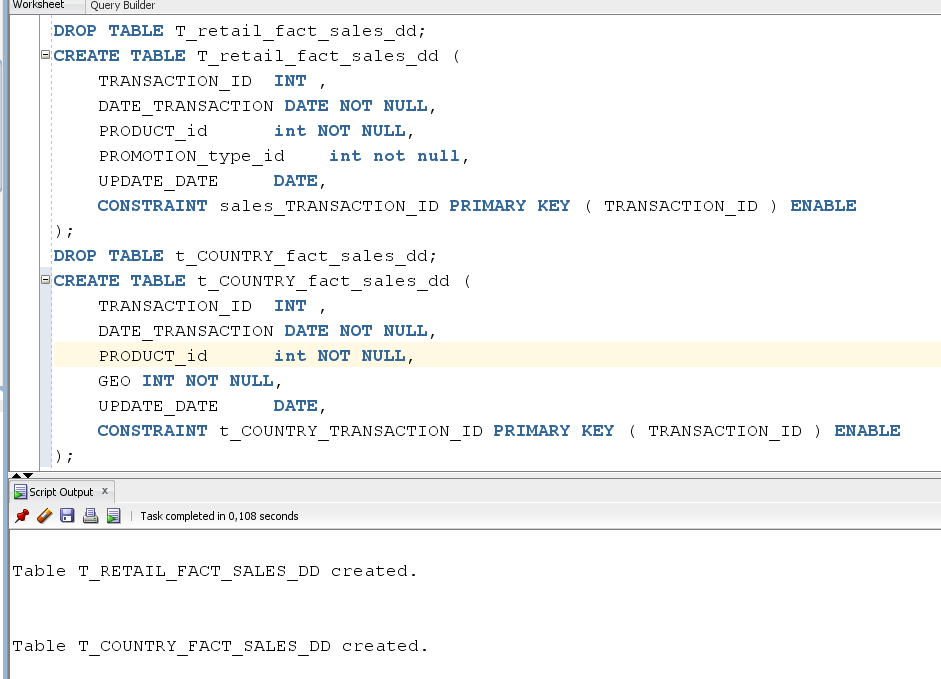 Worksheet Query Builder
DROP TABLE T_retail_fact_sales_dd;
CREATE TABLE T_retail_fact_sales_dd (
TRANSACTION_ID INT ,
DATE_TRANSACTION DATE NOT NULL,
PRODUCT_id int NOT NULL,
PROMOTION_type_id int not null,
UPDATE_DATE DATE,
CONSTRAINT sales_TRANSACTION_ID PRIMARY KEY ( TRANSACTION_ID ) ENABLE
);
DROP TABLE t_COUNTRY_fact_sales_dd;
CREATE TABLE t_COUNTRY_fact_sales_dd (
TRANSACTION_ID INT ,
DATE_TRANSACTION DATE NOT NULL,
PRODUCT_id int NOT NULL,
GEO INT NOT NULL,
UPDATE_DATE DATE,
CONSTRAINT t_COUNTRY_TRANSACTION_ID PRIMARY KEY ( TRANSACTION_ID ) ENABLE
);
Script Output x
Task completed in 0,108 seconds
Table T_RETAIL_FACT_SALES_DD created.
Table T_COUNTRY_FACT_SALES_DD created.